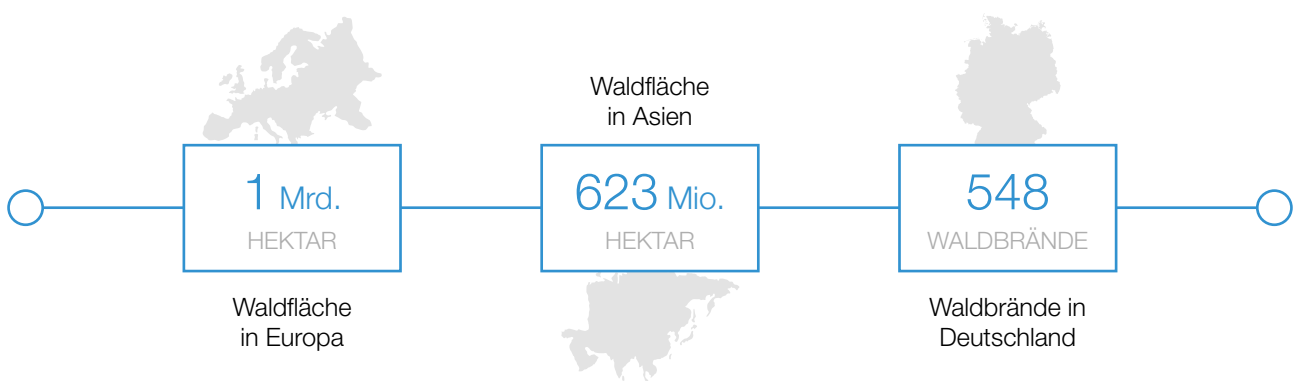 1 Mrd.
HEKTAR
Waldfläche
in Europa
Waldfläche
in Asien
623 Mio.
HEKTAR
548
WALDBRÄNDE
Waldbrände in
Deutschland